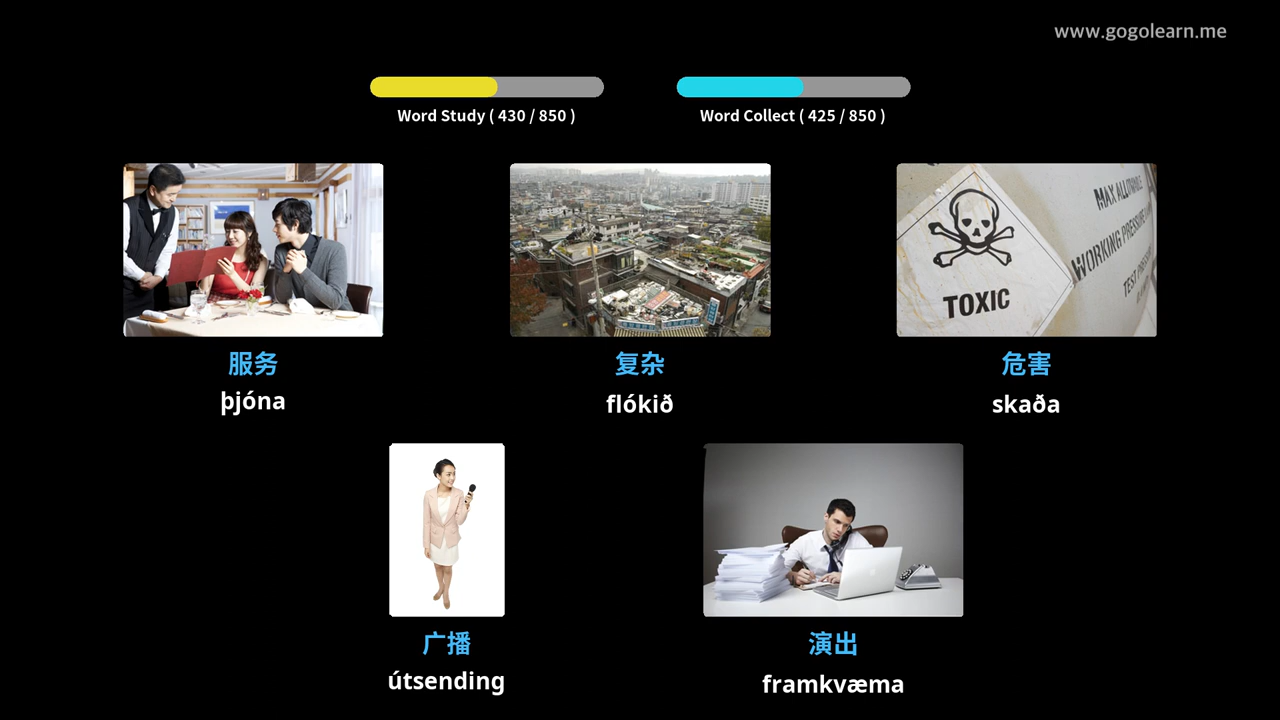 www.gogolearn.me
Word Study ( 430 / 850 )
Word Collect ( 425 / 850 )
MAX ALLOWABLE
WORKING PRESSURE
TEST
TOXIC
服务
þjóna
复杂
flókið
危害
skaða
广播
útsending
演出
framkvæma